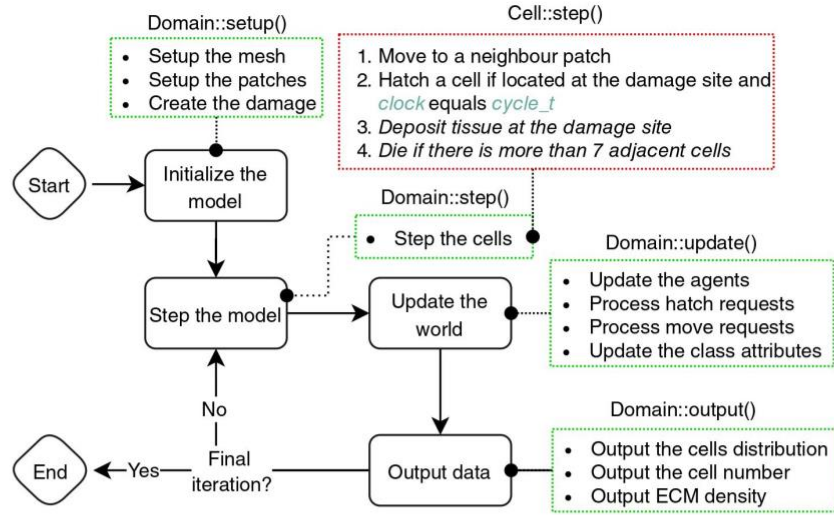 Domain::setup()
• Setup the mesh
• Setup the patches
• Create the damage
Cell::step()
1. Move to a neighbour patch
2. Hatch a cell if located at the damage site and
clock equals cycle_t
3. Deposit tissue at the damage site
4. Die if there is more than 7 adjacent cells
Start
Initialize the
model
Domain::step()
• Step the cells
Domain::update()
• Update the agents
• Process hatch requests
• Process move requests
• Update the class attributes
Step the model
Update the
world
No
Domain::output()
• Output the cells distribution
• Output the cell number
• Output ECM density
End
Yes
Final
iteration?
Output data